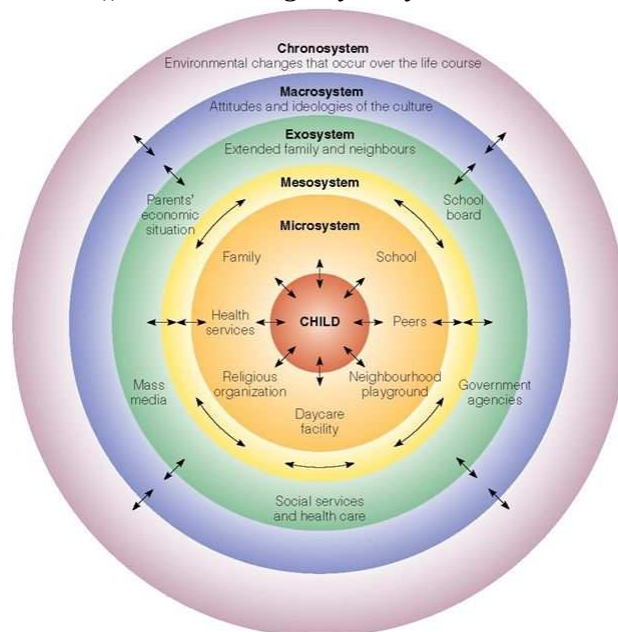 Chronosystem
Environmental changes that occur over the life course
Macrosystem
Attitudes and ideologies of the culture
Exosystem
Extended family and neighbours
Mesosystem
Parents'
economic
situation
School
board
Microsystem
Family
School
Health
services
CHILD
Peers
Religious
organization
Neighbourhood
playground
Mass
media
Government
agencies
Daycare
facility
Social services
and health care